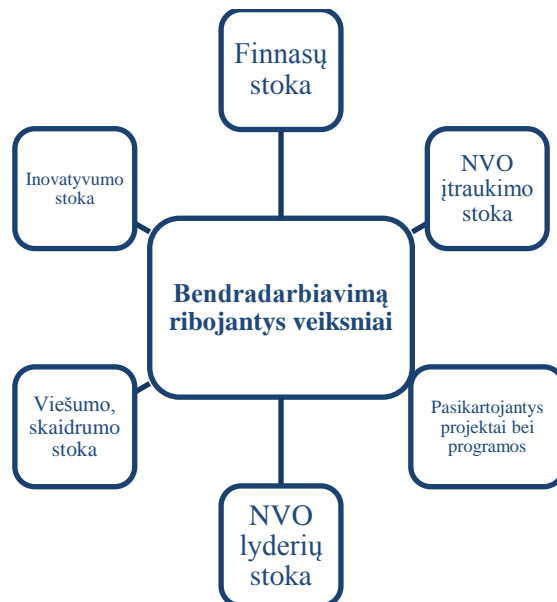 Finnasų
stoka
Inovatyvumo
stoka
NVO
įtraukimo
stoka
Bendradarbiavimą
ribojantys veiksniai
Viešumo,
skaidrumo
stoka
Pasikartojantys
projektai bei
programos
NVO
lyderių
stoka